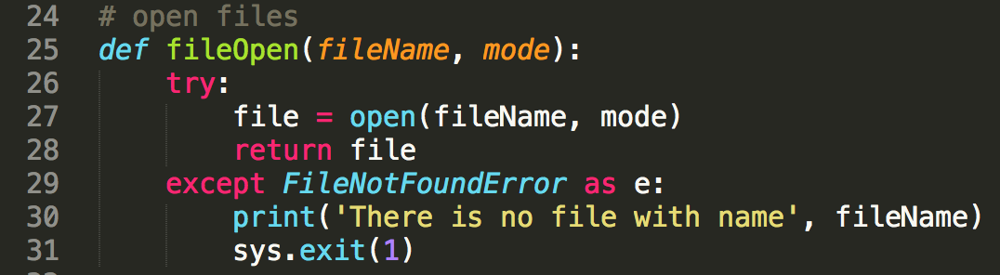 24 # open files
25 def fileOpen(fileName, mode):
26     try:
27         file = open(fileName, mode)
28         return file
29     except FileNotFoundError as e:
30         print('There is no file with name', fileName)
31         sys.exit(1)